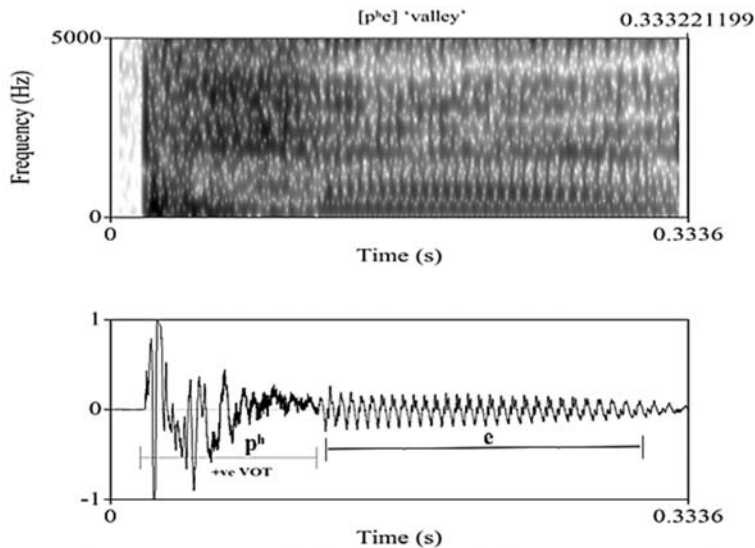 [pʰe] ‘valley’
0.333221199
5000
Frequency (Hz)
0
0
0.3336
Time (s)
1
0
-1
pʰ
e
+ve VOT
0
0.3336
Time (s)